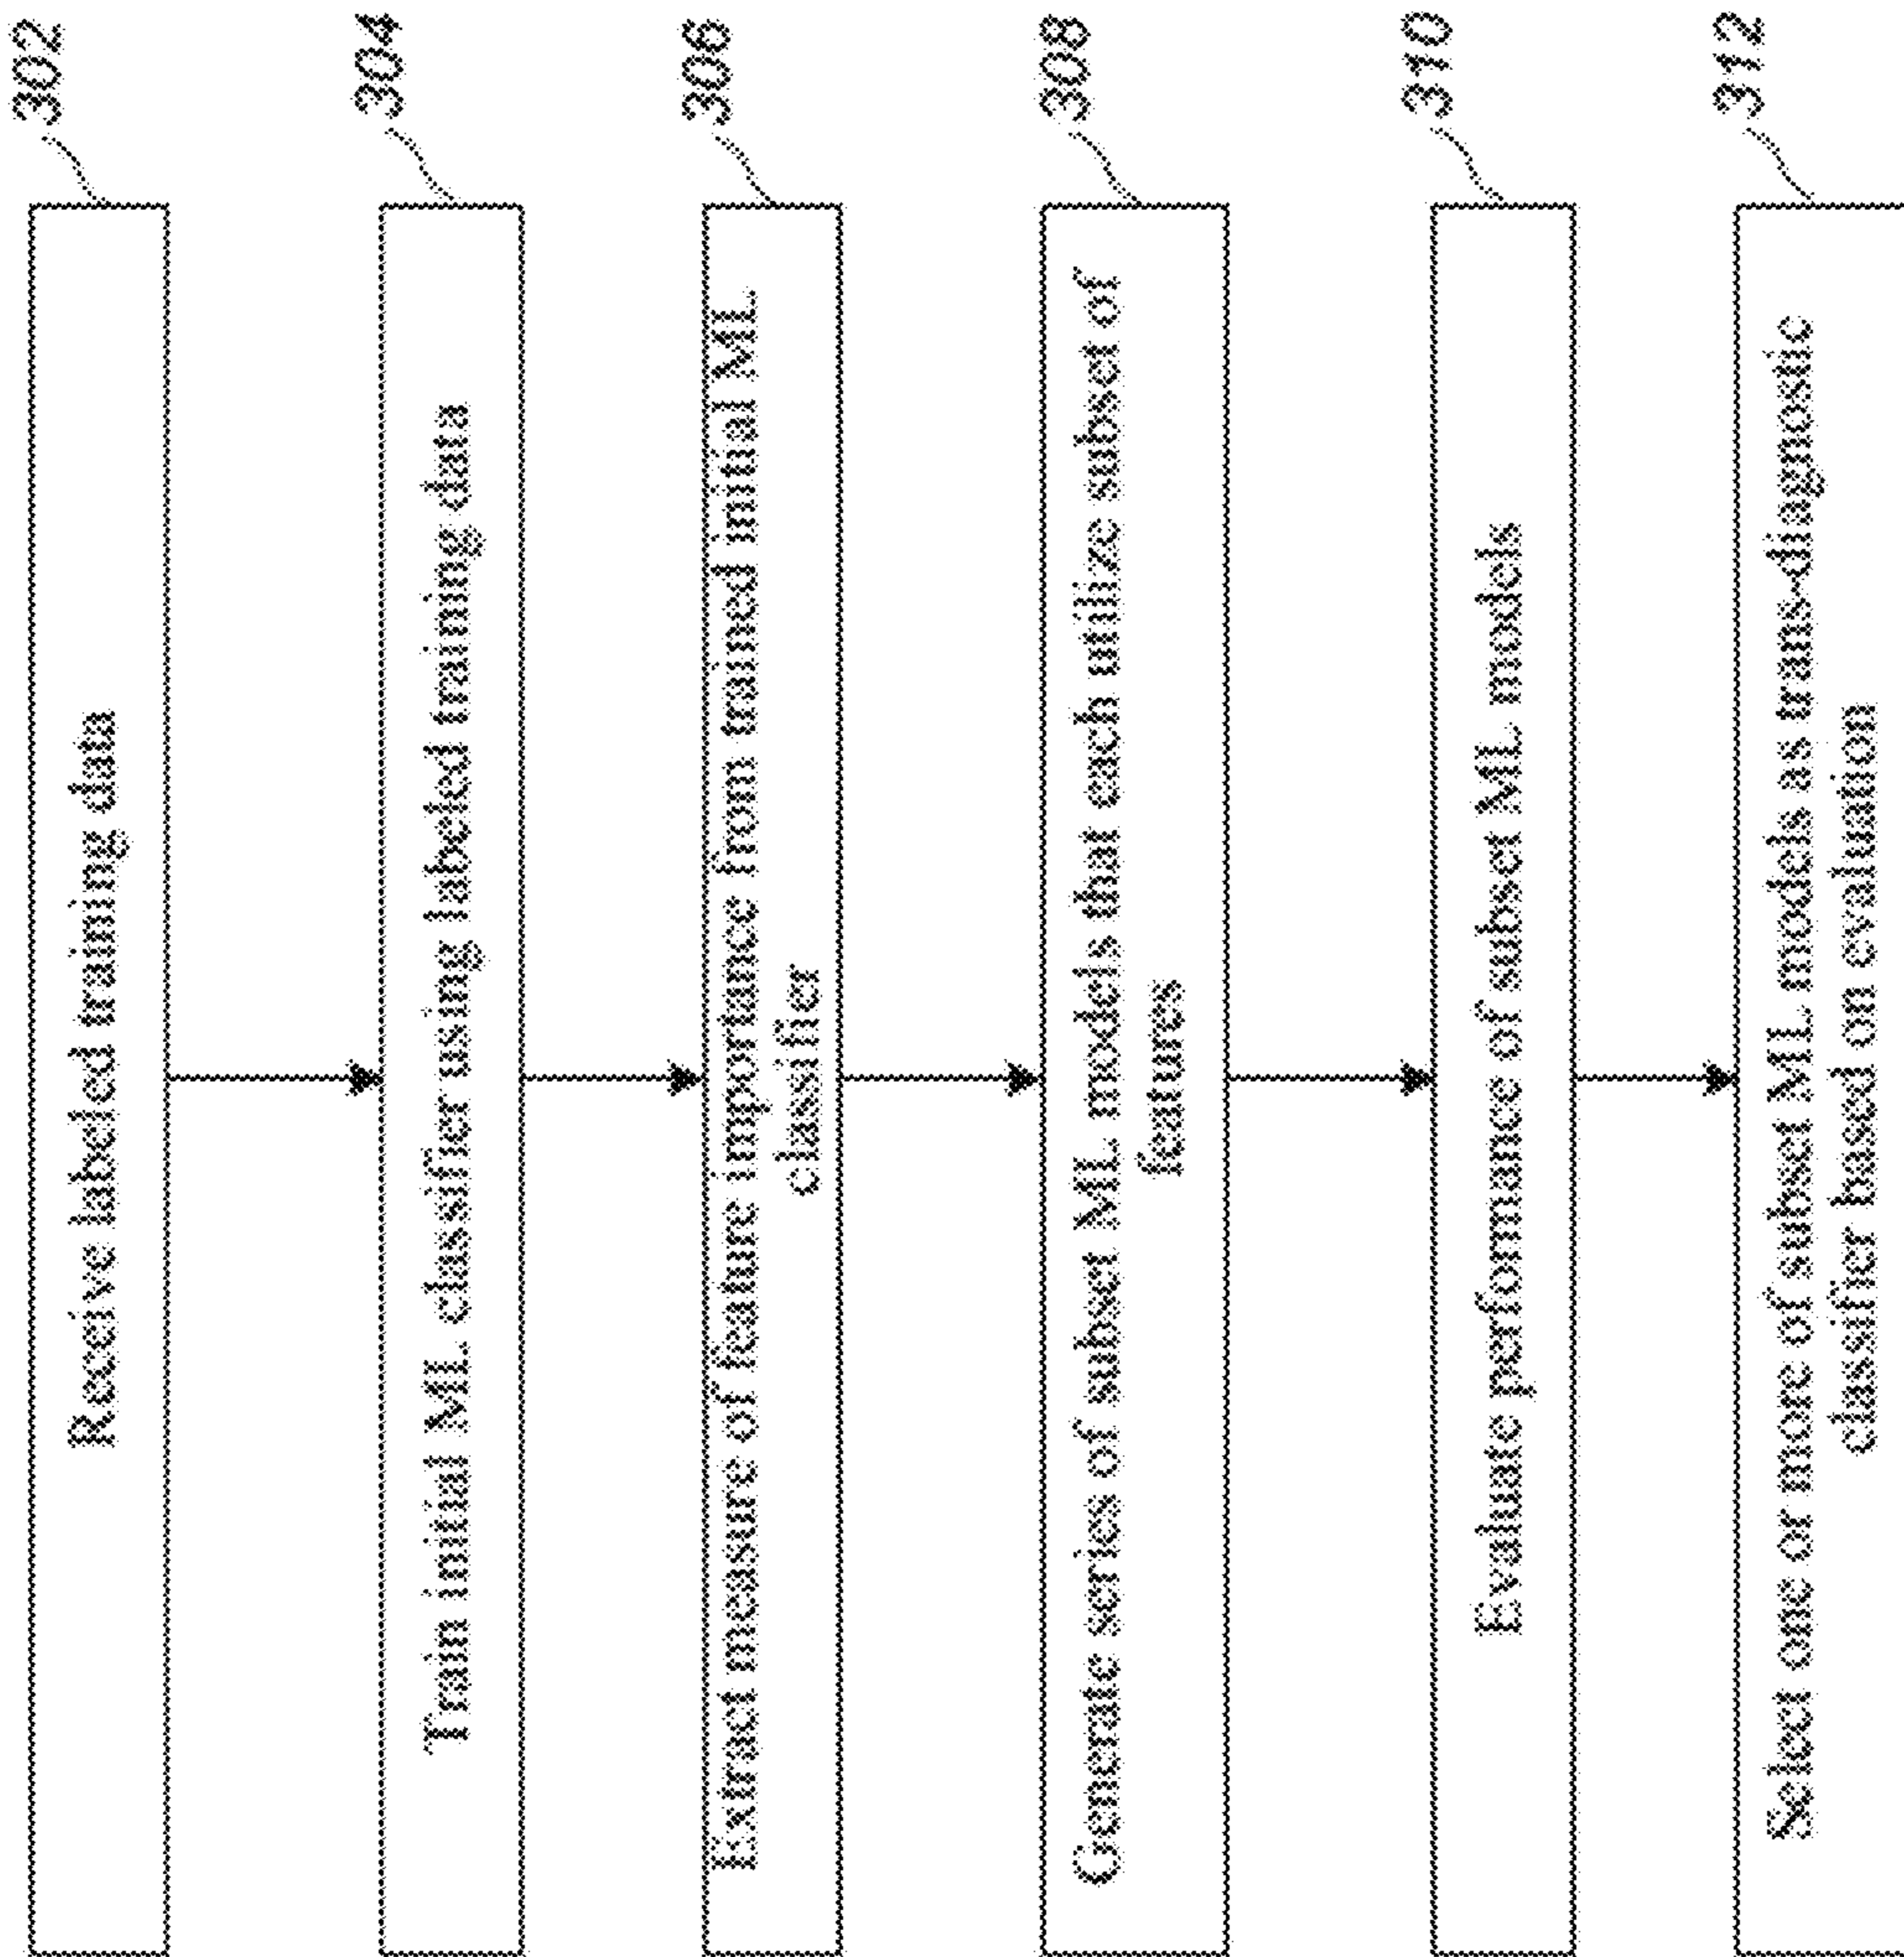 302
Receive labeled training data
304
Train initial ML classifier using labeled training data
306
Extract measure of feature importance from trained initial ML
classifier
308
Generate series of subset ML models that each utilize subset of
features
310
Evaluate performance of subset ML models
312
Select one or more of subset ML models as trans-diagnostic
classifier based on evaluation